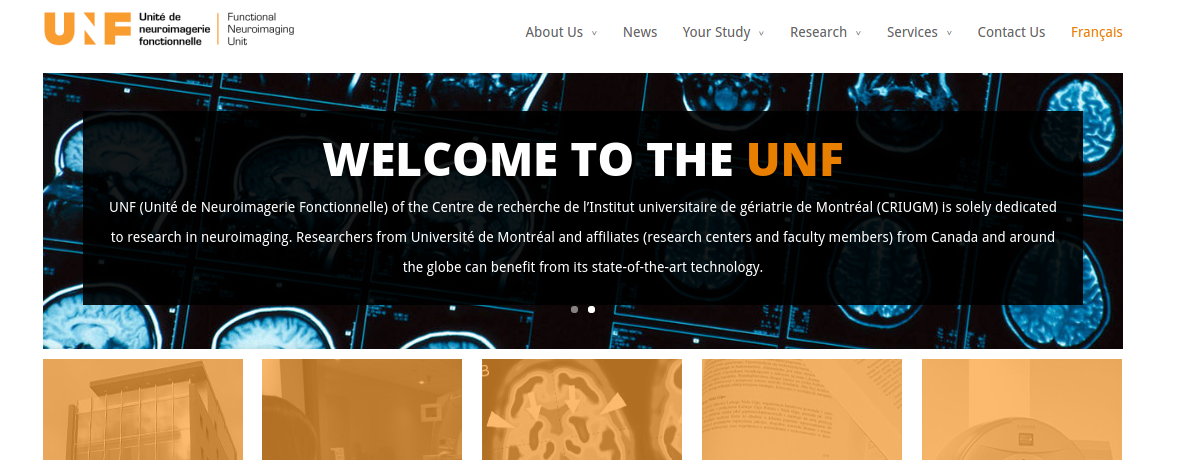 UNF
Unité de
neuroimagerie
fonctionnelle
Functional
Neuroimaging
Unit
About Us
News
Your Study
Research
Services
Contact Us
Français
WELCOME TO THE UNF
UNF (Unité de Neuroimagerie Fonctionnelle) of the Centre de recherche de l’Institut universitaire de gériatrie de Montréal (CRIUGM) is solely dedicated
to research in neuroimaging. Researchers from Université de Montréal and affiliates (research centers and faculty members) from Canada and around
the globe can benefit from its state-of-the-art technology.